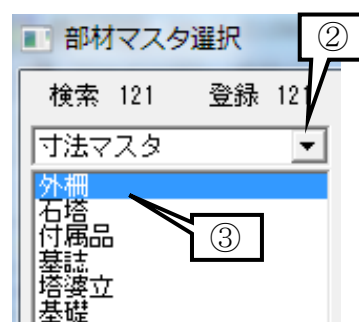 部材マスタ選択
②
検索 121 登録 121
寸法マスタ
外柵
石塔
付属品
③
墓誌
塔婆立
基礎